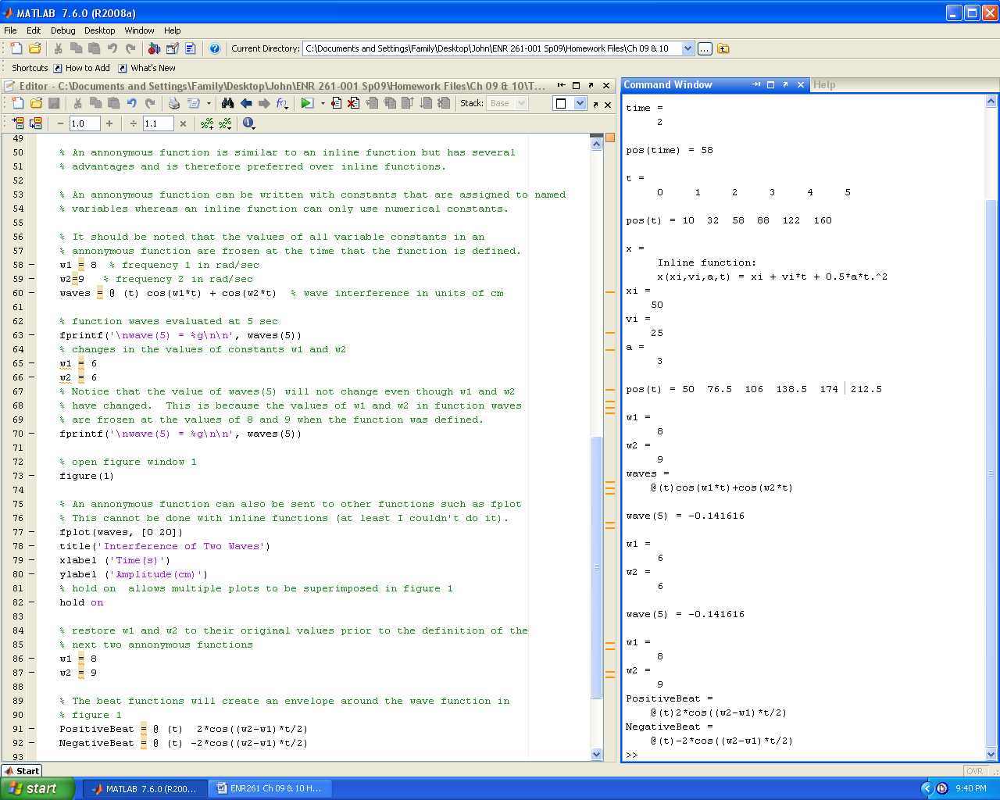 MATLAB 7.6.0 (R2008a)
File Edit Debug Desktop Window Help
Current Directory: C:\Documents and Settings\Family\Desktop\John\ENR 261-001 Sp09\Homework Files\Ch 09 & 10
Shortcuts How to Add What's New
Editor - C:\Documents and Settings\Family\Desktop\John\ENR 261-001 Sp09\Homework Files\Ch 09 & 10\T...
Stack: Base
1.0 1.1
49
50 % An annonymous function is similar to an inline function but has several
51 % advantages and is therefore preferred over inline functions.
52
53 % An annonymous function can be written with constants that are assigned to named
54 % variables whereas an inline function can only use numerical constants.
55
56 % It should be noted that the values of all variable constants in an
57 % annonymous function are frozen at the time that the function is defined.
58 - w1 = 8 % frequency 1 in rad/sec
59 - w2=9 % frequency 2 in rad/sec
60 - waves = @ (t) cos(w1*t) + cos(w2*t) % wave interference in units of cm
61
62 % function waves evaluated at 5 sec
63 - fprintf('\nwave(5) = %g\n\n', waves(5))
64 % changes in the values of constants w1 and w2
65 - w1 = 6
66 - w2 = 6
67 % Notice that the value of waves(5) will not change even though w1 and w2
68 % have changed. This is because the values of w1 and w2 in function waves
69 % are frozen at the values of 8 and 9 when the function was defined.
70 - fprintf('\nwave(5) = %g\n\n', waves(5))
71
72 % open figure window 1
73 - figure(1)
74
75 % An annonymous function can also be sent to other functions such as fplot
76 % This cannot be done with inline functions (at least I couldn't do it).
77 - fplot(waves, [0 20])
78 - title('Interference of Two Waves')
79 - xlabel ('Time(s)')
80 - ylabel ('Amplitude(cm)')
81 % hold on allows multiple plots to be superimposed in figure 1
82 - hold on
83
84 % restore w1 and w2 to their original values prior to the definition of the
85 % next two annonymous functions
86 - w1 = 8
87 - w2 = 9
88
89 % The beat functions will create an envelope around the wave function in
90 % figure 1
91 - PositiveBeat = @ (t) 2*cos((w2-w1)*t/2)
92 - NegativeBeat = @ (t) -2*cos((w2-w1)*t/2)
93
Command Window Help
time =
2
pos(time) = 58
t =
0 1 2 3 4 5
pos(t) = 10 32 58 88 122 160
x =
Inline function:
x(xi,vi,a,t) = xi + vi*t + 0.5*a*t.^2
xi =
50
vi =
25
a =
3
pos(t) = 50 76.5 106 138.5 174 212.5
w1 =
8
w2 =
9
waves =
@(t)cos(w1*t)+cos(w2*t)
wave(5) = -0.141616
w1 =
6
w2 =
6
wave(5) = -0.141616
w1 =
8
w2 =
9
PositiveBeat =
@(t)2*cos((w2-w1)*t/2)
NegativeBeat =
@(t)-2*cos((w2-w1)*t/2)
>>
Start OVR
start MATLAB 7.6.0 (R200... ENR261 Ch 09 & 10 H... 9:40 PM